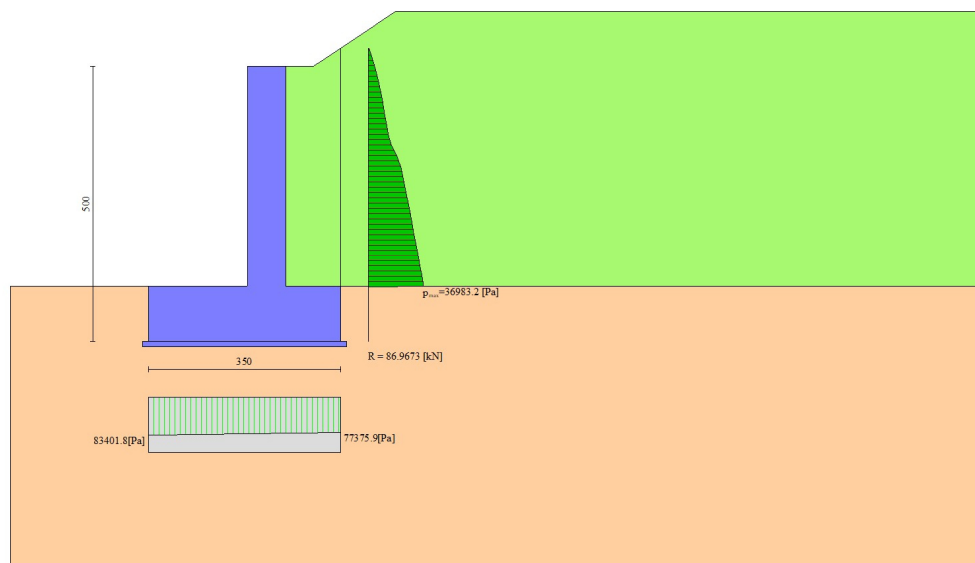 500
pmax=36983.2 [Pa]
R = 86.9673 [kN]
350
83401.8[Pa]
77375.9[Pa]